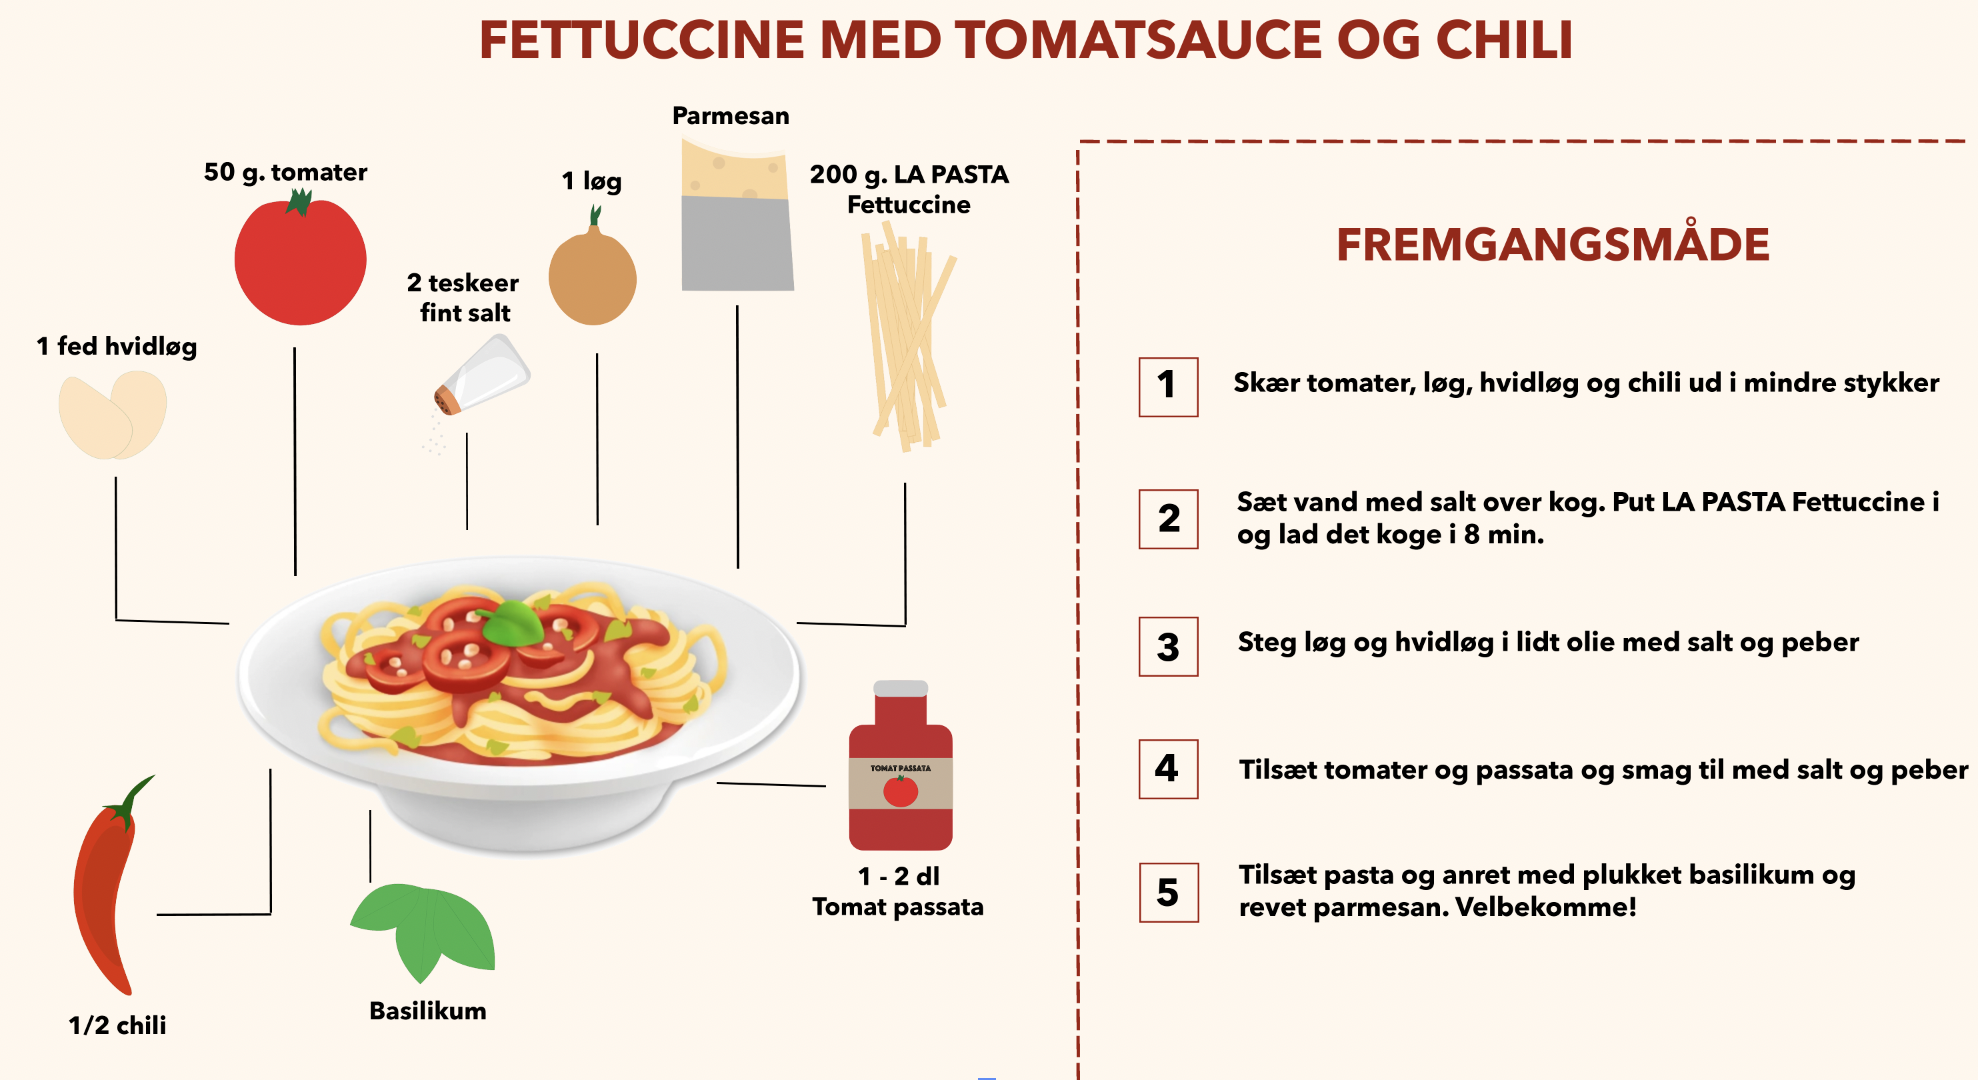 FETTUCCINE MED TOMATSAUCE OG CHILI
Parmesan
50 g. tomater
1 løg
200 g. LA PASTA
Fettuccine
2 teskeer
fint salt
1 fed hvidløg
TOMAT PASSATA
1 - 2 dl
Tomat passata
Basilikum
1/2 chili
FREMGANGSMÅDE
1 Skær tomater, løg, hvidløg og chili ud i mindre stykker
2 Sæt vand med salt over kog. Put LA PASTA Fettuccine i
og lad det koge i 8 min.
3 Steg løg og hvidløg i lidt olie med salt og peber
4 Tilsæt tomater og passata og smag til med salt og peber
5 Tilsæt pasta og anret med plukket basilikum og
revet parmesan. Velbekomme!